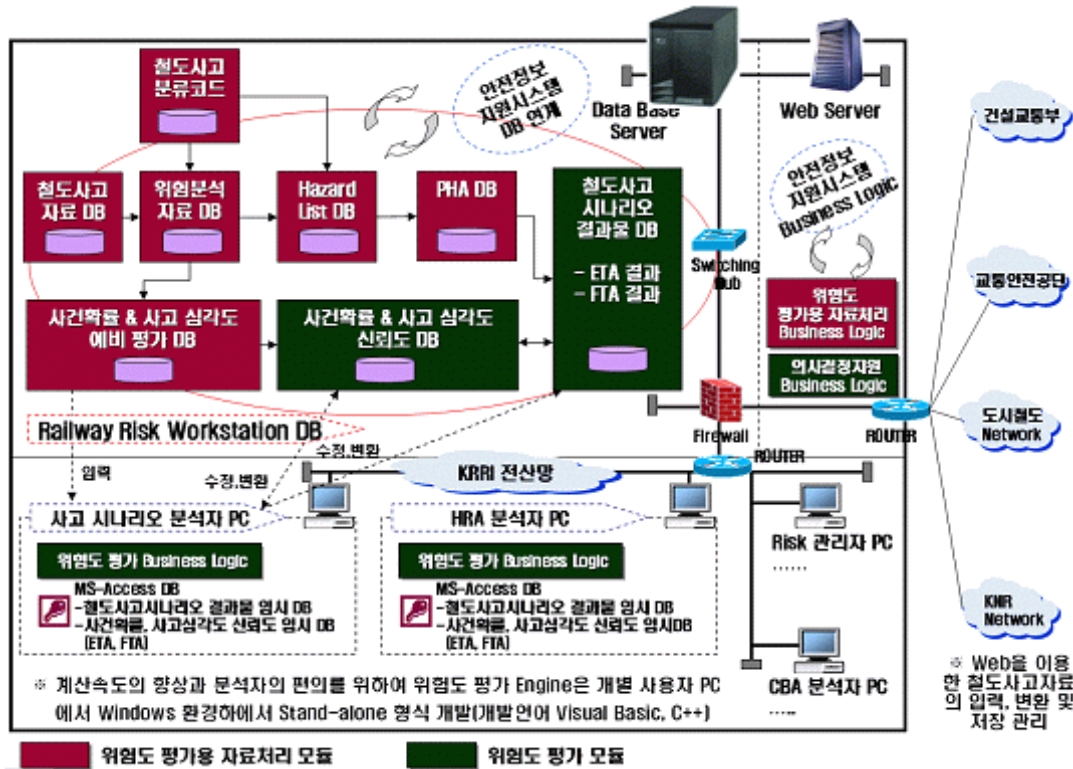 철도사고
분류코드
안전정보
지원시스템
DB 연계
Data Base
Server
Web Server
건설교통부
철도사고
자료 DB
위험분석
자료 DB
Hazard
List DB
PHA DB
철도사고
시나리오
결과물 DB
- ETA 결과
- FTA 결과
안전정보
지원시스템
Business Logic
Switching
Hub
교통안전공단
위험도
평가용 자료처리
Business Logic
의사결정지원
Business Logic
사건확률 & 사고 심각도
예비 평가 DB
사건확률 & 사고 심각도
신뢰도 DB
Railway Risk Workstation DB
Firewall
ROUTER
도시철도
Network
입력
수정,변환
수정,변환
KRRI 전산망
ROUTER
사고 시나리오 분석자 PC
HRA 분석자 PC
Risk 관리자 PC
......
위험도 평가 Business Logic
MS-Access DB
-철도사고시나리오 결과물 임시 DB
-사건확률, 사고심각도 신뢰도 임시 DB
(ETA, FTA)
위험도 평가 Business Logic
MS-Access DB
-철도사고시나리오 결과물 임시 DB
-사건확률, 사고심각도 신뢰도 임시DB
(ETA, FTA)
KNR
Network
CBA 분석자 PC
......
※ 계산속도의 향상과 분석자의 편의를 위하여 위험도 평가 Engine은 개별 사용자 PC
에서 Windows 환경하에서 Stand-alone 형식 개발(개발언어 Visual Basic, C++)
※ Web을 이용
한 철도사고자료
의 입력, 변환 및
저장 관리
위험도 평가용 자료처리 모듈
위험도 평가 모듈